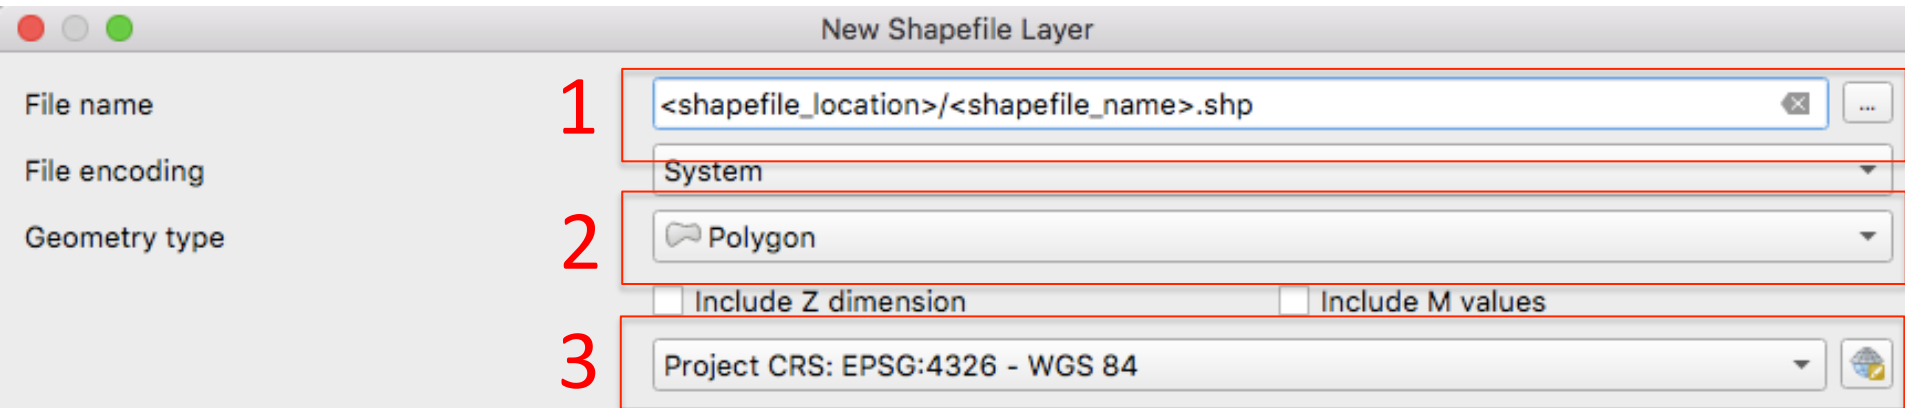 New Shapefile Layer
File name 1 <shapefile_location>/<shapefile_name>.shp ...
File encoding System
Geometry type 2 Polygon
Include Z dimension Include M values
3 Project CRS: EPSG:4326 - WGS 84